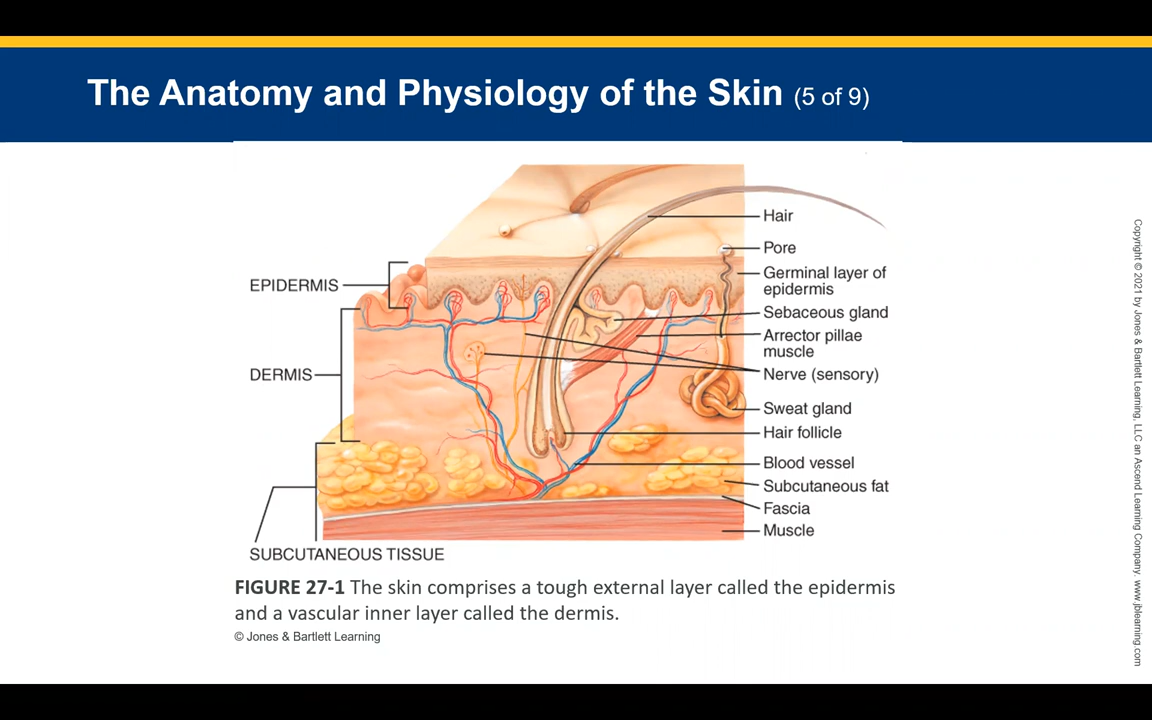 The Anatomy and Physiology of the Skin (5 of 9)
EPIDERMIS
DERMIS
SUBCUTANEOUS TISSUE
Hair
Pore
Germinal layer of
epidermis
Sebaceous gland
Arrector pillae
muscle
Nerve (sensory)
Sweat gland
Hair follicle
Blood vessel
Subcutaneous fat
Fascia
Muscle
FIGURE 27-1 The skin comprises a tough external layer called the epidermis
and a vascular inner layer called the dermis.
© Jones & Bartlett Learning
Copyright © 2021 by Jones & Bartlett Learning, LLC an Ascend Learning Company. www.jblearning.com